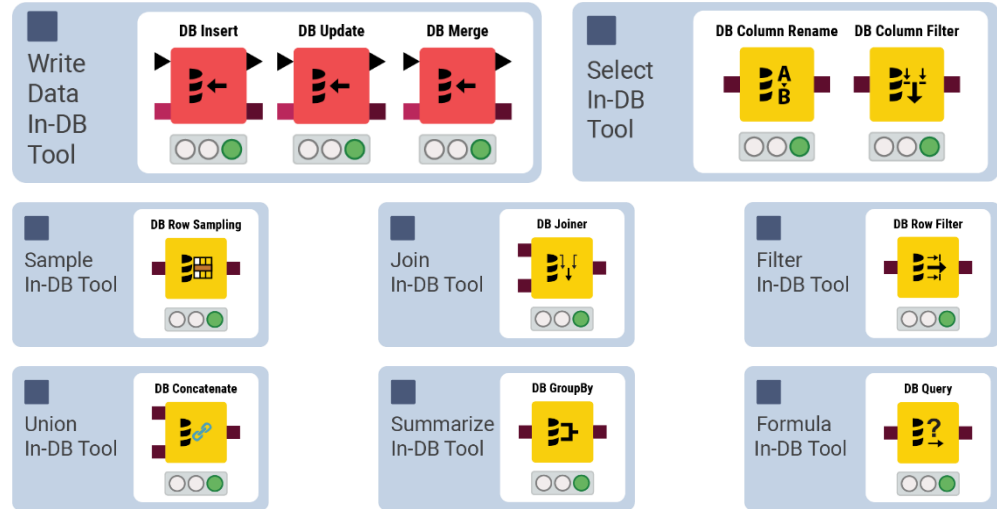 DB Insert
DB Update
DB Merge
Write
Data
In-DB
Tool
DB Column Rename
DB Column Filter
Select
In-DB
Tool
A
B
DB Row Sampling
Sample
In-DB Tool
DB Joiner
Join
In-DB Tool
DB Row Filter
Filter
In-DB Tool
DB Concatenate
Union
In-DB Tool
DB GroupBy
Summarize
In-DB Tool
DB Query
?
Formula
In-DB Tool